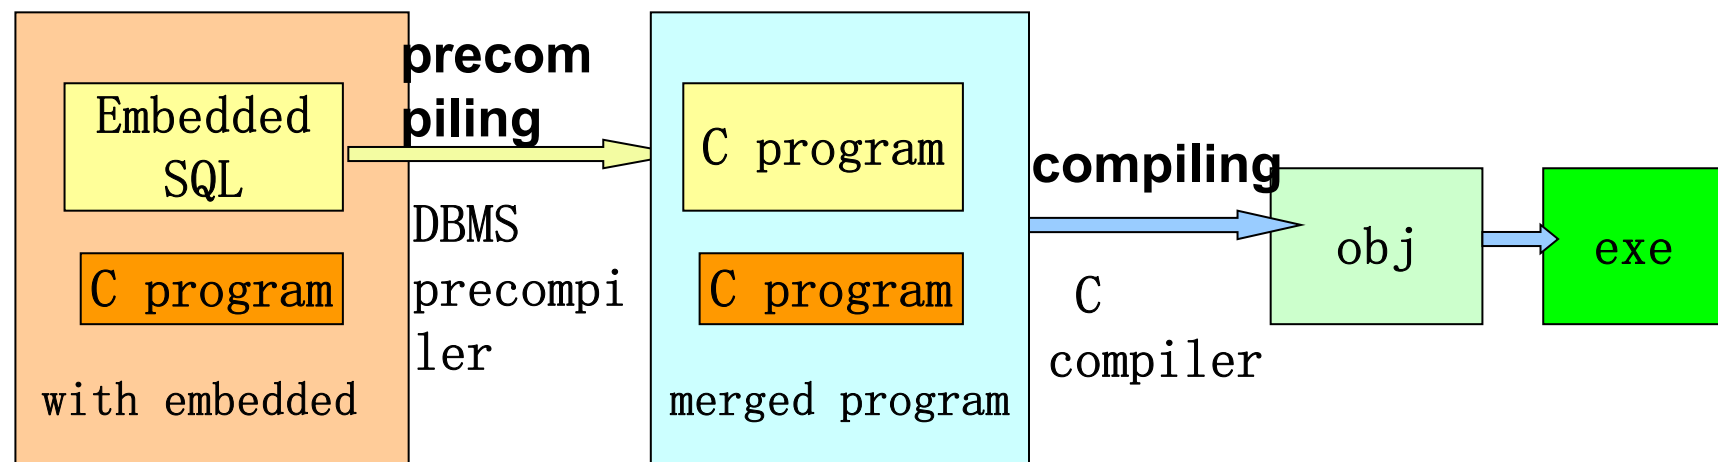 Embedded
SQL
C program
with embedded
precom
piling
DBMS
precompi
ler
C program
C program
merged program
compiling
C
compiler
obj
exe